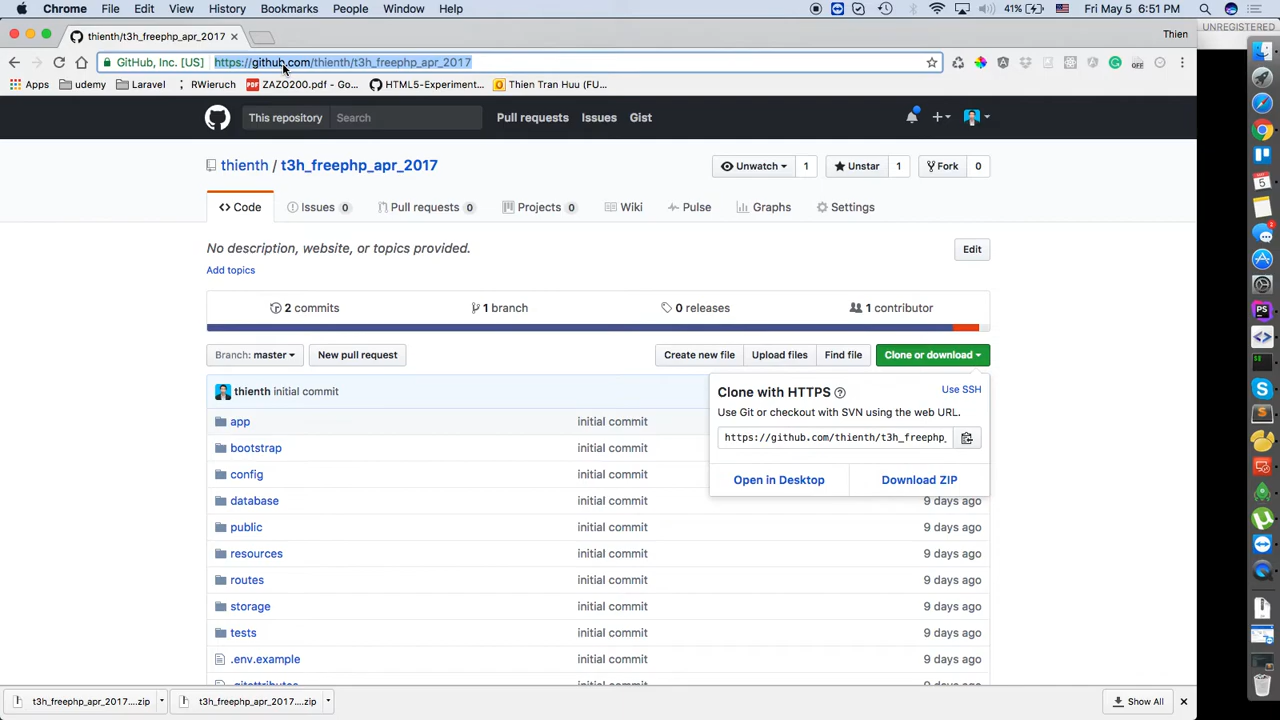 Chrome File Edit View History Bookmarks People Window Help 41% Fri May 5 6:51 PM
UNREGISTERED
thienth/t3h_freephp_apr_2017 Thien
GitHub, Inc. [US] https://github.com/thienth/t3h_freephp_apr_2017
Apps udemy Laravel RWieruch ZAZO200.pdf - Go... HTML5-Experiment... Thien Tran Huu (FU...
This repository Search Pull requests Issues Gist
thienth / t3h_freephp_apr_2017 Unwatch 1 Unstar 1 Fork 0
<> Code Issues 0 Pull requests 0 Projects 0 Wiki Pulse Graphs Settings
No description, website, or topics provided. Edit
Add topics
2 commits 1 branch 0 releases 1 contributor
Branch: master New pull request Create new file Upload files Find file Clone or download
thienth initial commit
Clone with HTTPS Use SSH
Use Git or checkout with SVN using the web URL.
https://github.com/thienth/t3h_freephp_
Open in Desktop Download ZIP
app initial commit
bootstrap initial commit
config initial commit
database initial commit 9 days ago
public initial commit 9 days ago
resources initial commit 9 days ago
routes initial commit 9 days ago
storage initial commit 9 days ago
tests initial commit 9 days ago
.env.example initial commit 9 days ago
t3h_freephp_apr_2017....zip t3h_freephp_apr_2017....zip Show All